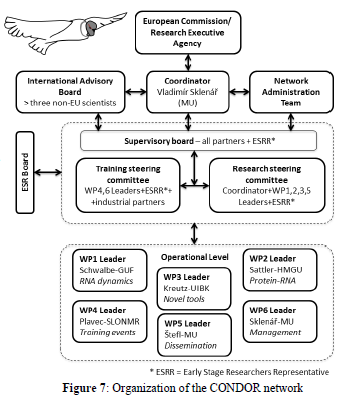 European Commission/
Research Executive
Agency
International Advisory
Board
> three non-EU scientists
Coordinator
Vladimír Sklenář
(MU)
Network
Administration
Team
Supervisory board – all partners + ESRR*
ESR Board
Training steering
committee
WP4,6 Leaders+ESRR*+
+industrial partners
Research steering
committee
Coordinator+WP1,2,3,5
Leaders+ESRR*
Operational Level
WP1 Leader
Schwalbe-GUF
RNA dynamics
WP3 Leader
Kreutz-UIBK
Novel tools
WP2 Leader
Sattler-HMGU
Protein-RNA
WP4 Leader
Plavec-SLONMR
Training events
WP5 Leader
Štefl-MU
Dissemination
WP6 Leader
Sklenář-MU
Management
* ESRR = Early Stage Researchers Representative
Figure 7: Organization of the CONDOR network